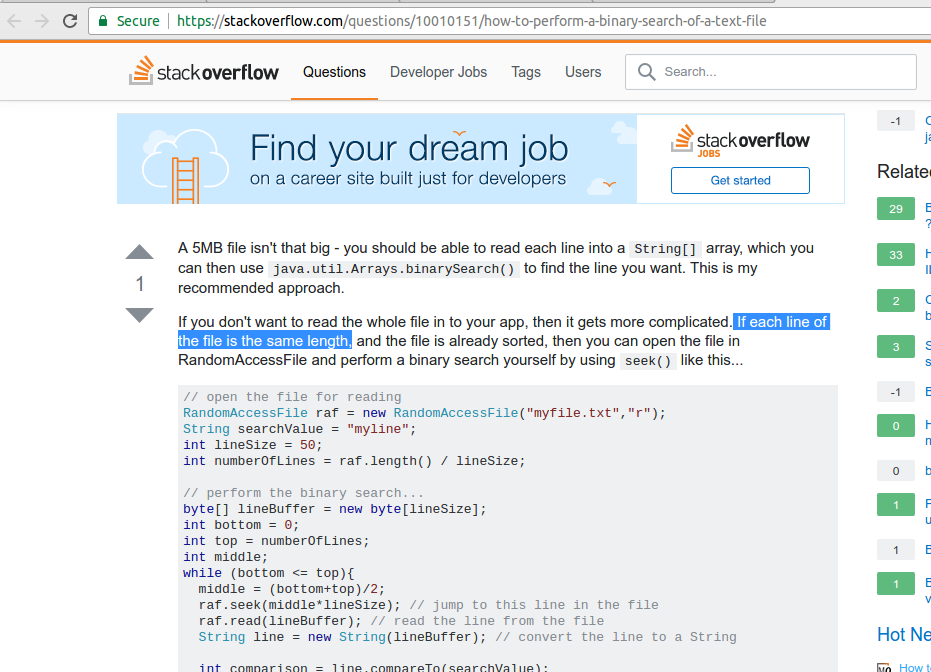 Secure https://stackoverflow.com/questions/10010151/how-to-perform-a-binary-search-of-a-text-file
stackoverflow Questions Developer Jobs Tags Users Search...
Find your dream job
on a career site built just for developers
stackoverflow
JOBS
Get started
-1
Relate
29
33
2
3
-1
0
0
1
1
1
Hot Ne
How t
1
A 5MB file isn't that big - you should be able to read each line into a String[] array, which you
can then use java.util.Arrays.binarySearch() to find the line you want. This is my
recommended approach.
If you don't want to read the whole file in to your app, then it gets more complicated. If each line of
the file is the same length, and the file is already sorted, then you can open the file in
RandomAccessFile and perform a binary search yourself by using seek() like this...
// open the file for reading
RandomAccessFile raf = new RandomAccessFile("myfile.txt","r");
String searchValue = "myline";
int lineSize = 50;
int numberOfLines = raf.length() / lineSize;
// perform the binary search...
byte[] lineBuffer = new byte[lineSize];
int bottom = 0;
int top = numberOfLines;
int middle;
while (bottom <= top){
middle = (bottom+top)/2;
raf.seek(middle*lineSize); // jump to this line in the file
raf.read(lineBuffer); // read the line from the file
String line = new String(lineBuffer); // convert the line to a String
int comparison = line.compareTo(searchValue);